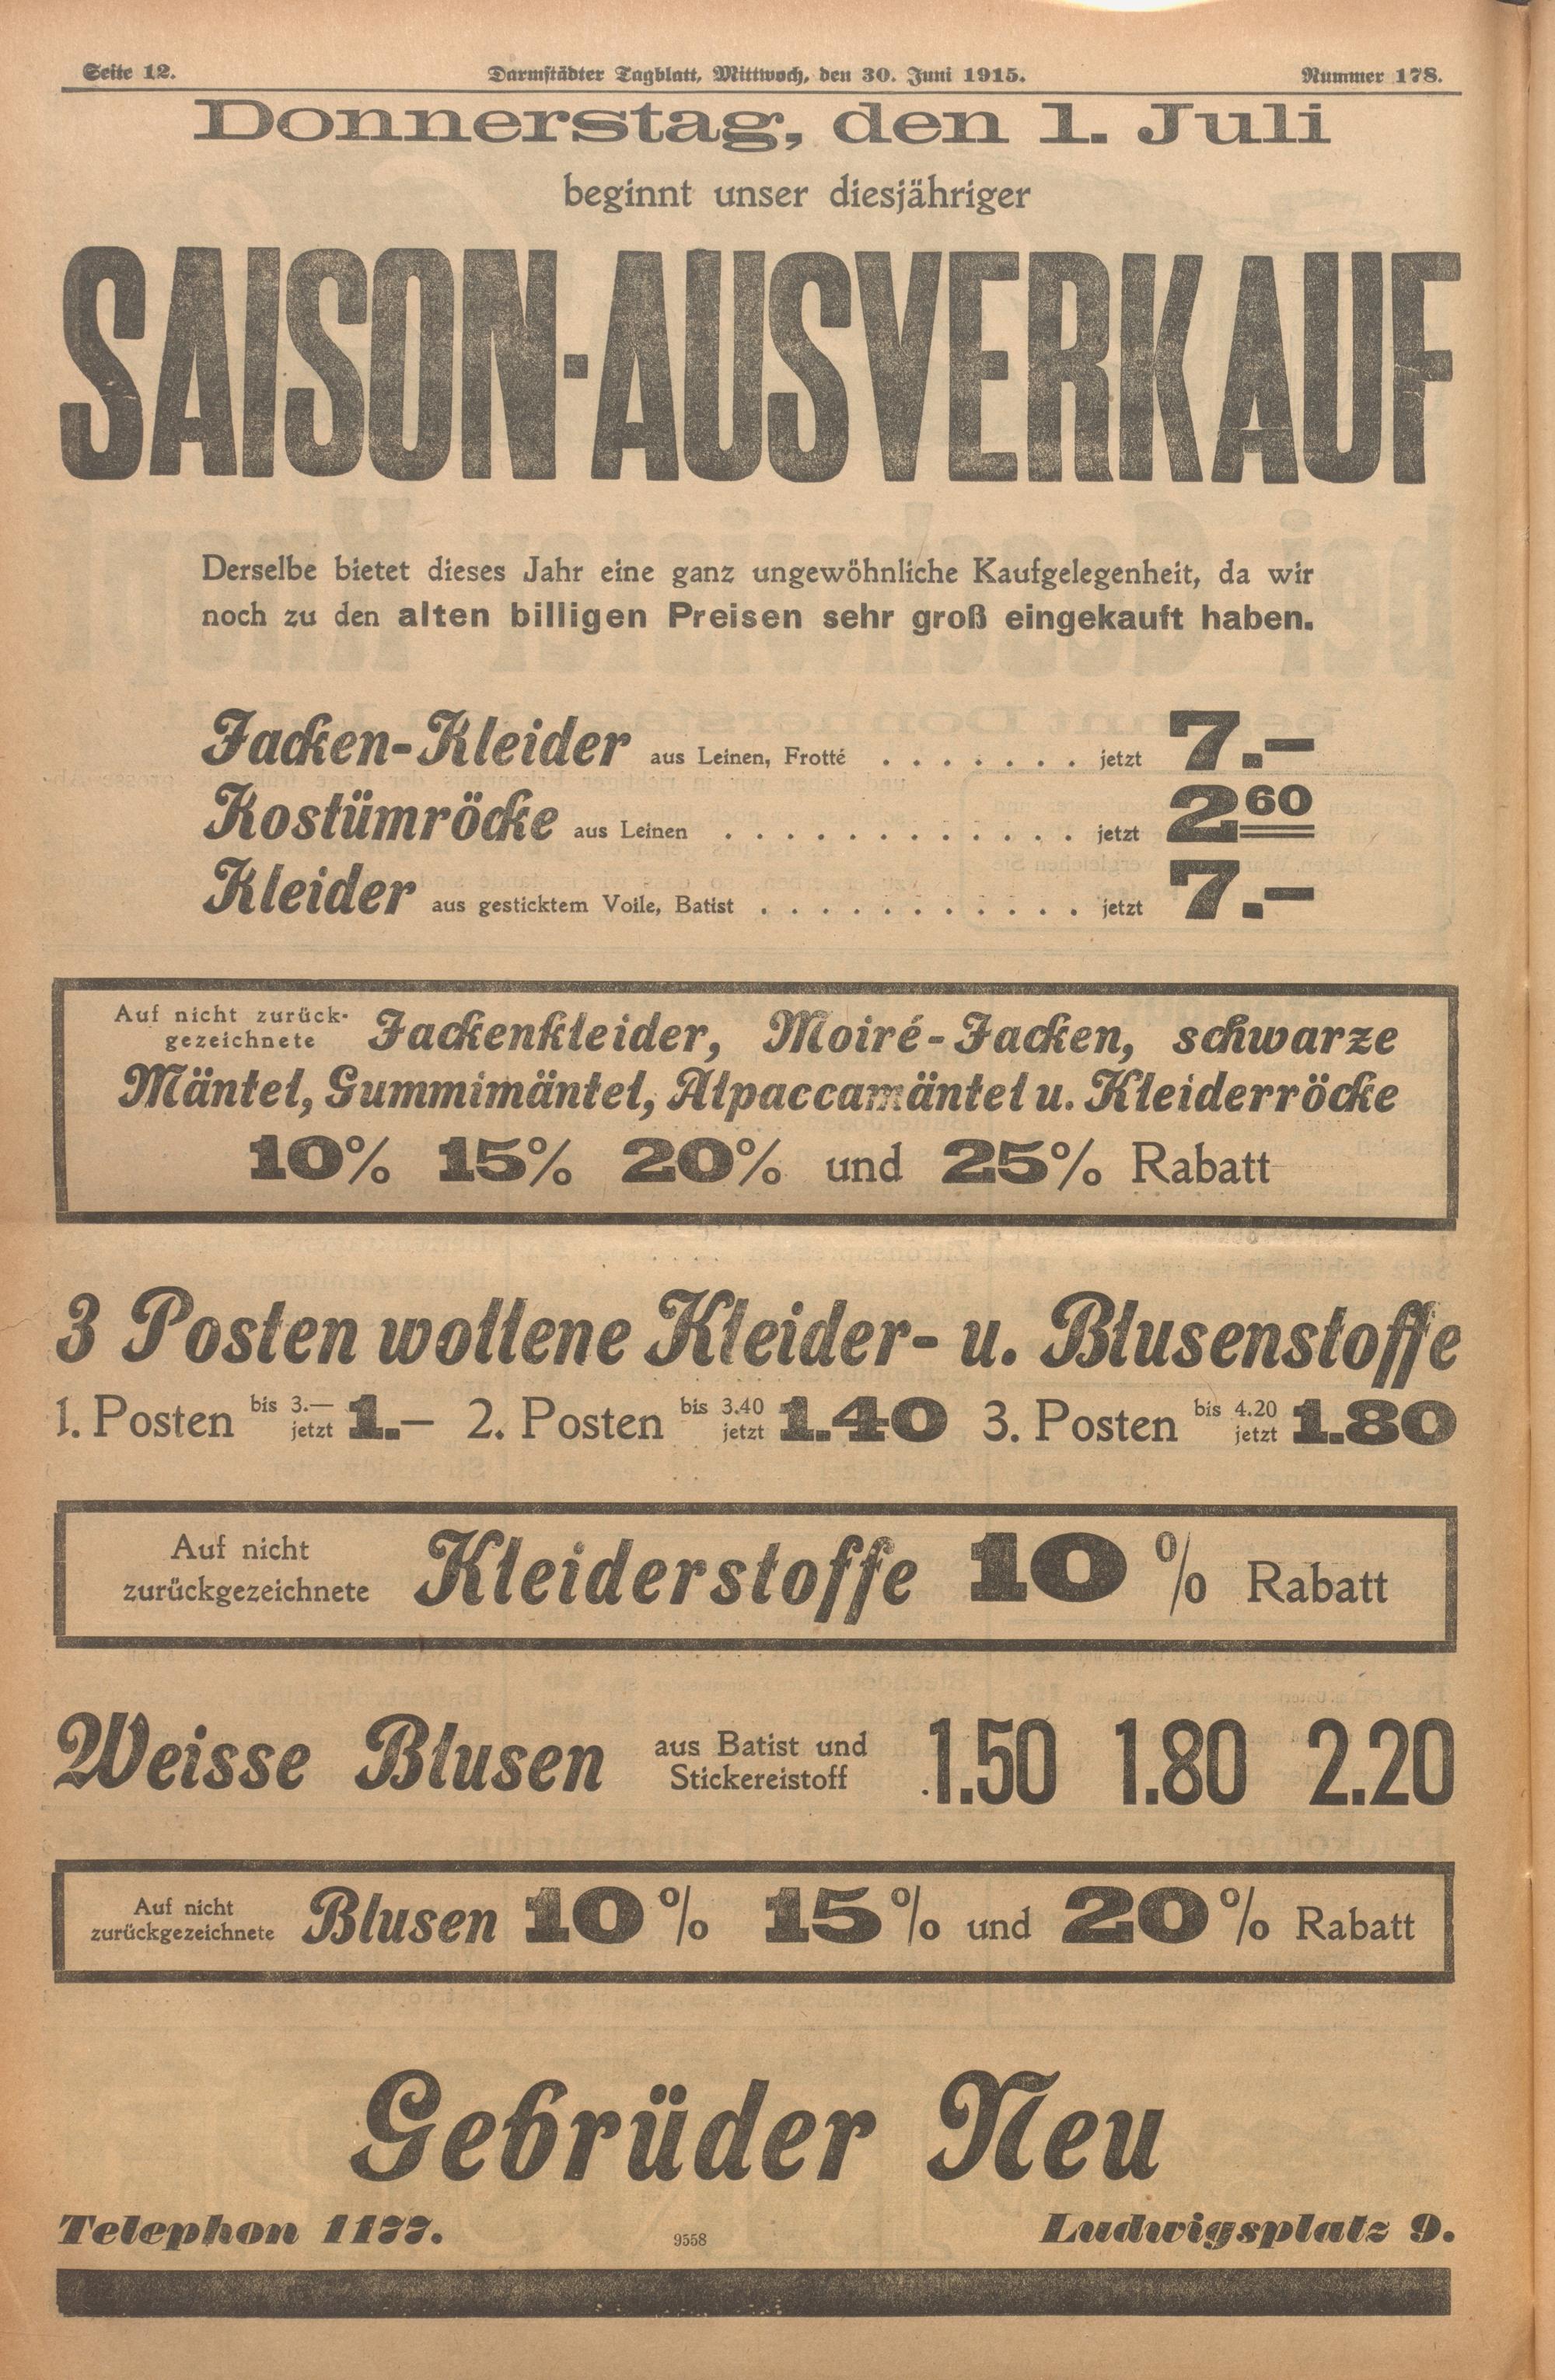 Seite 12.
Darmstädter Tagblatt, Mittwoch, den 30. Juni 1915.
Nummer 178.
Donnerstag, den 1. Juli
beginnt unser diesjähriger
SAISON-AUSVERKAUF
Derselbe bietet dieses Jahr eine ganz ungewöhnliche Kaufgelegenheit, da wir
noch zu den alten billigen Preisen sehr groß eingekauft haben.
Jacken-Kleider aus Leinen, Frotté . . . . . . . jetzt 7.—
Kostümröcke aus Leinen . . . . . . . . . . . . jetzt 2 60
Kleider aus gesticktem Voile, Batist . . . . . . . . . . . jetzt 7.—
Auf nicht zurück-
gezeichnete Jackenkleider, Moiré-Jacken, schwarze
Mäntel, Gummimäntel, Alpaccamäntel u. Kleiderröcke
10% 15% 20% und 25% Rabatt
3 Posten wollene Kleider- u. Blusenstoffe
1. Posten bis 3.— jetzt 1.— 2. Posten bis 3.40 jetzt 1.40 3. Posten bis 4.20 jetzt 1.80
Auf nicht
zurückgezeichnete Kleiderstoffe 10 % Rabatt
Weisse Blusen aus Batist und
Stickereistoff 1.50 1.80 2.20
Auf nicht
zurückgezeichnete Blusen 10% 15% und 20% Rabatt
Gebrüder Neu
Telephon 1177.
9558
Ludwigsplatz 9.